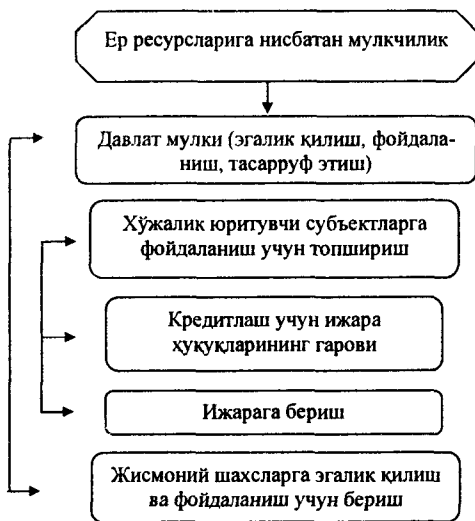 Ер ресурсларига нисбатан мулкчилик
Давлат мулки (эгалик қилиш, фойдала-
ниш, тасарруф этиш)
Хўжалик юритувчи субъектларга
фойдаланиш учун топшириш
Кредитлаш учун ижара
ҳуқуқларининг гарови
Ижарага бериш
Жисмоний шахсларга эгалик қилиш
ва фойдаланиш учун бериш